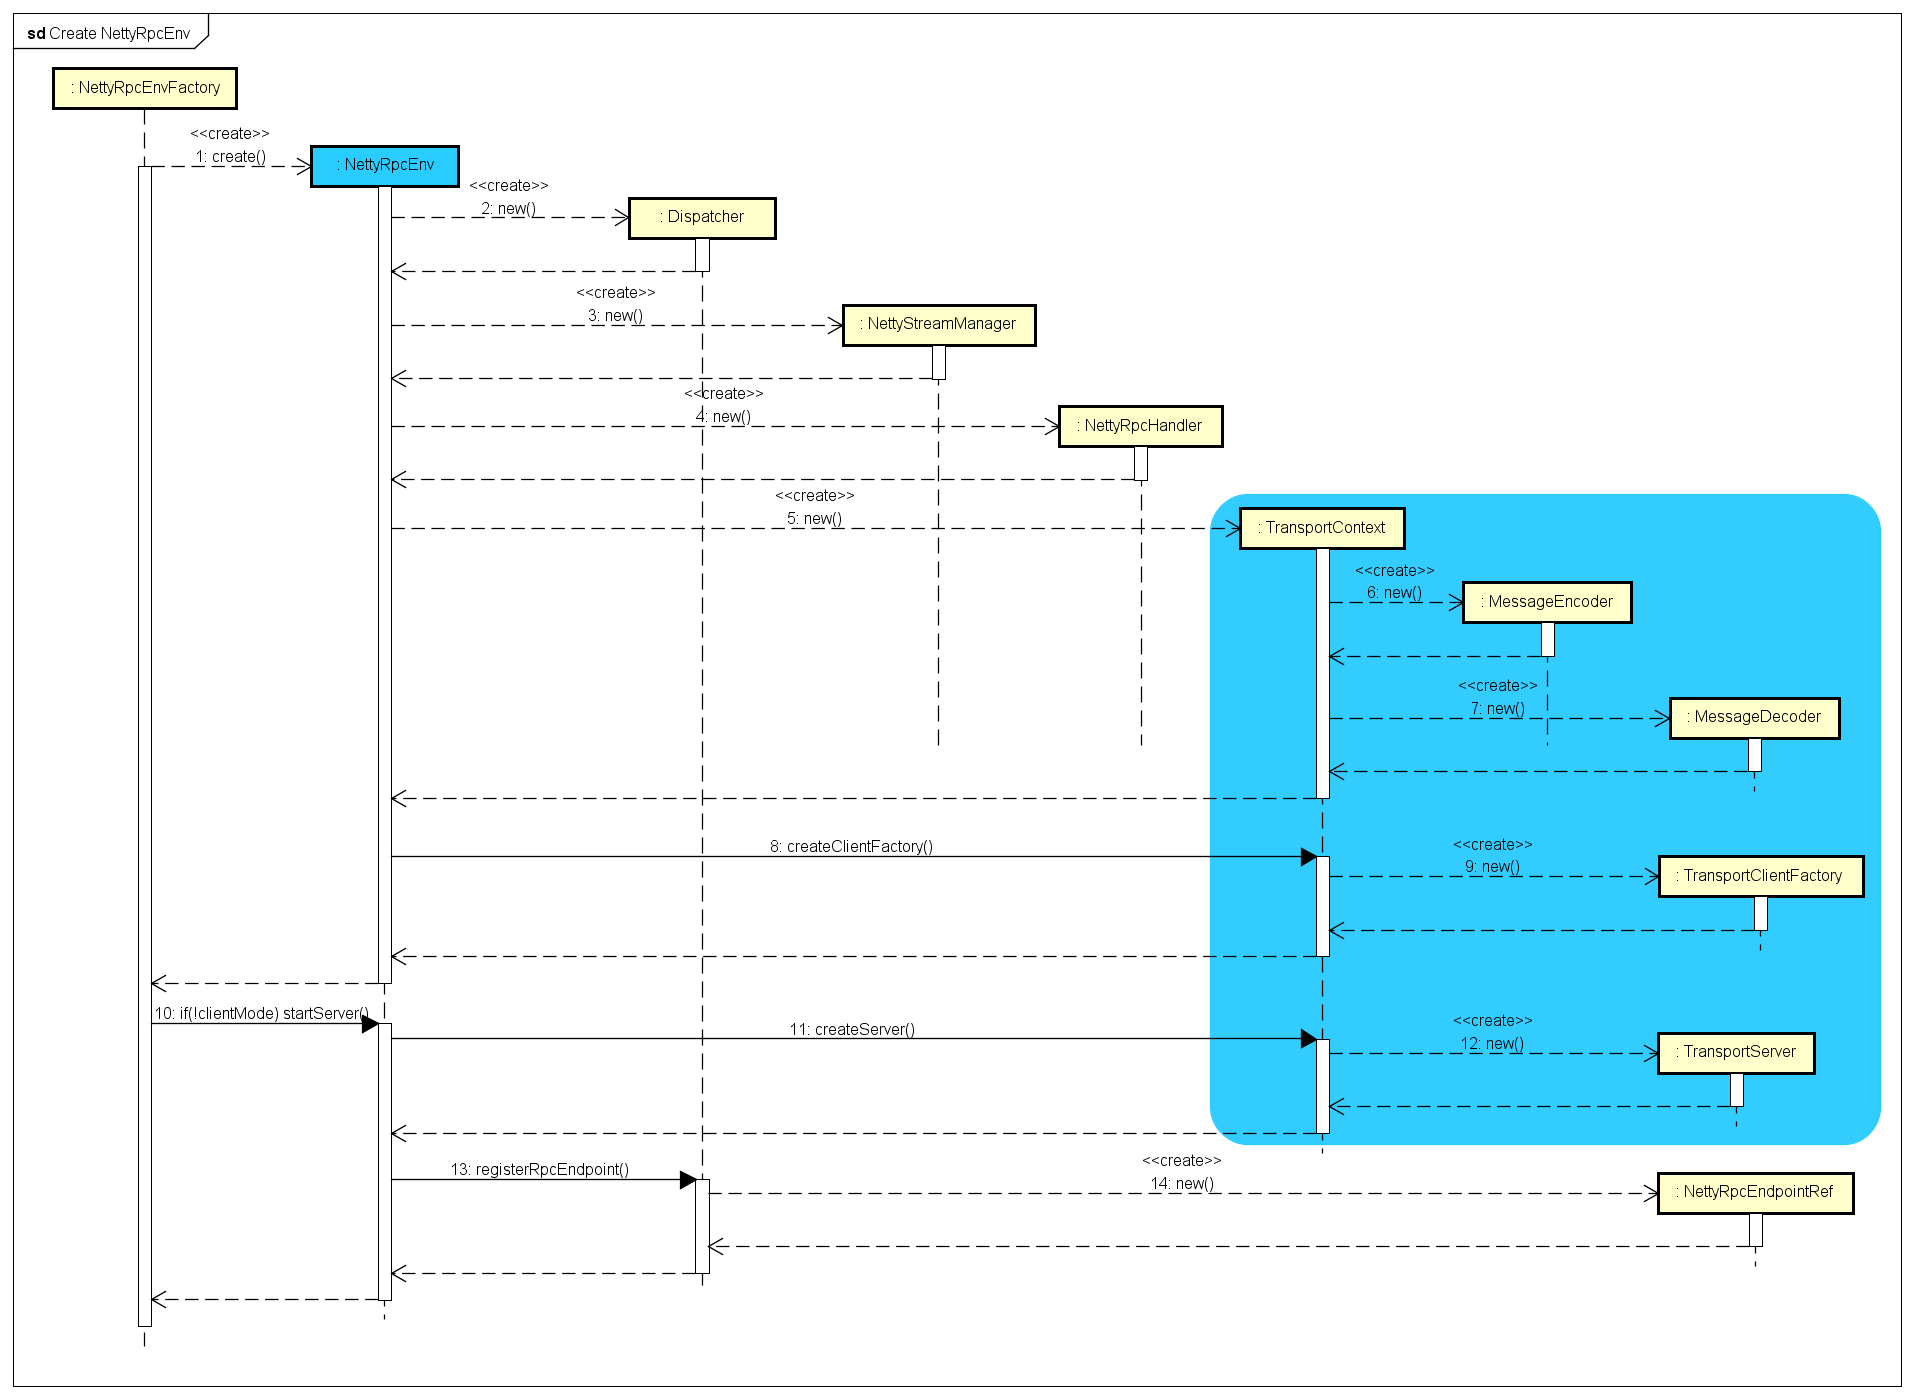 sd Create NettyRpcEnv
: NettyRpcEnvFactory
<<create>>
1: create()
: NettyRpcEnv
<<create>>
2: new()
: Dispatcher
<<create>>
3: new()
: NettyStreamManager
<<create>>
4: new()
: NettyRpcHandler
<<create>>
5: new()
: TransportContext
<<create>>
6: new()
: MessageEncoder
<<create>>
7: new()
: MessageDecoder
8: createClientFactory()
<<create>>
9: new()
: TransportClientFactory
10: if(!clientMode) startServer()
11: createServer()
<<create>>
12: new()
: TransportServer
13: registerRpcEndpoint()
<<create>>
14: new()
: NettyRpcEndpointRef